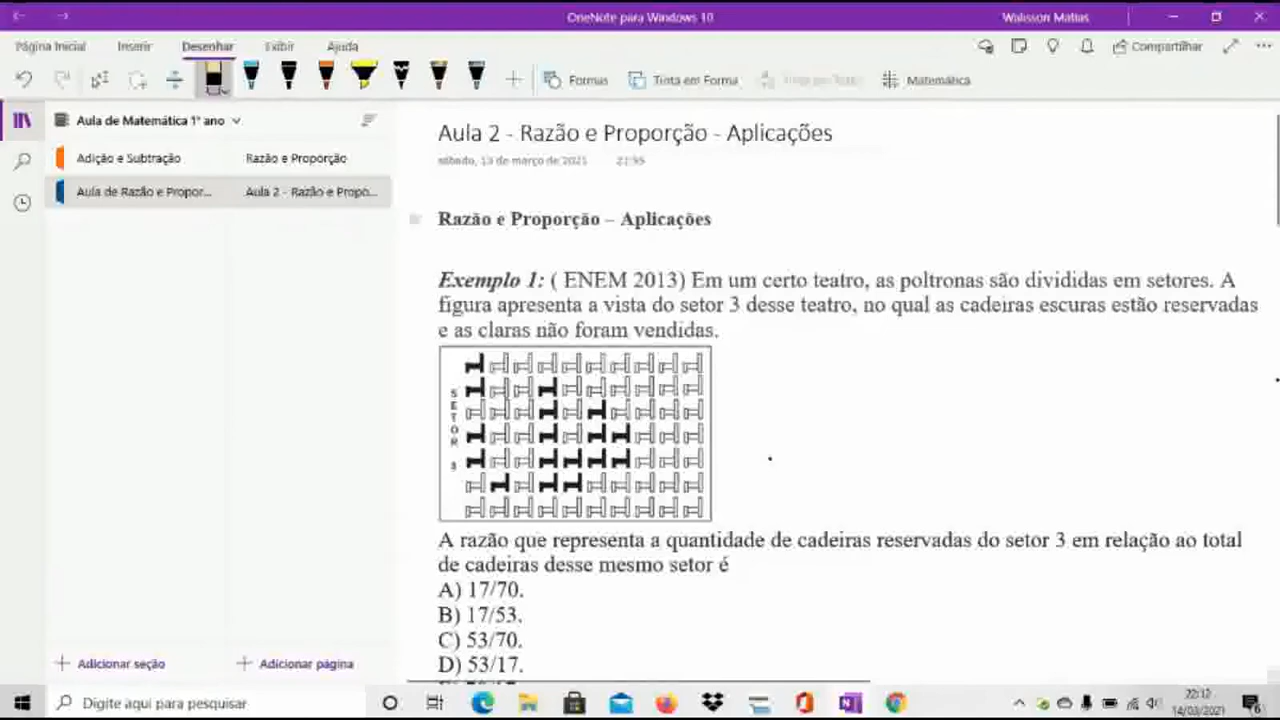 OneNote para Windows 10
Walisson Matias
Página Inicial
Inserir
Desenhar
Exibir
Ajuda
Compartilhar
Formas
Tinta em Forma
Matemática
Aula de Matemática 1º ano
Adição e Subtração
Razão e Proporção
Aula de Razão e Propor...
Aula 2 - Razão e Propo...
Aula 2 - Razão e Proporção - Aplicações
sábado, 13 de março de 2021
Razão e Proporção – Aplicações
Exemplo 1: ( ENEM 2013) Em um certo teatro, as poltronas são divididas em setores. A
figura apresenta a vista do setor 3 desse teatro, no qual as cadeiras escuras estão reservadas
e as claras não foram vendidas.
SETOR 3
A razão que representa a quantidade de cadeiras reservadas do setor 3 em relação ao total
de cadeiras desse mesmo setor é
A) 17/70.
B) 17/53.
C) 53/70.
D) 53/17.
Adicionar seção
Adicionar página
Digite aqui para pesquisar
22:12
14/03/2021